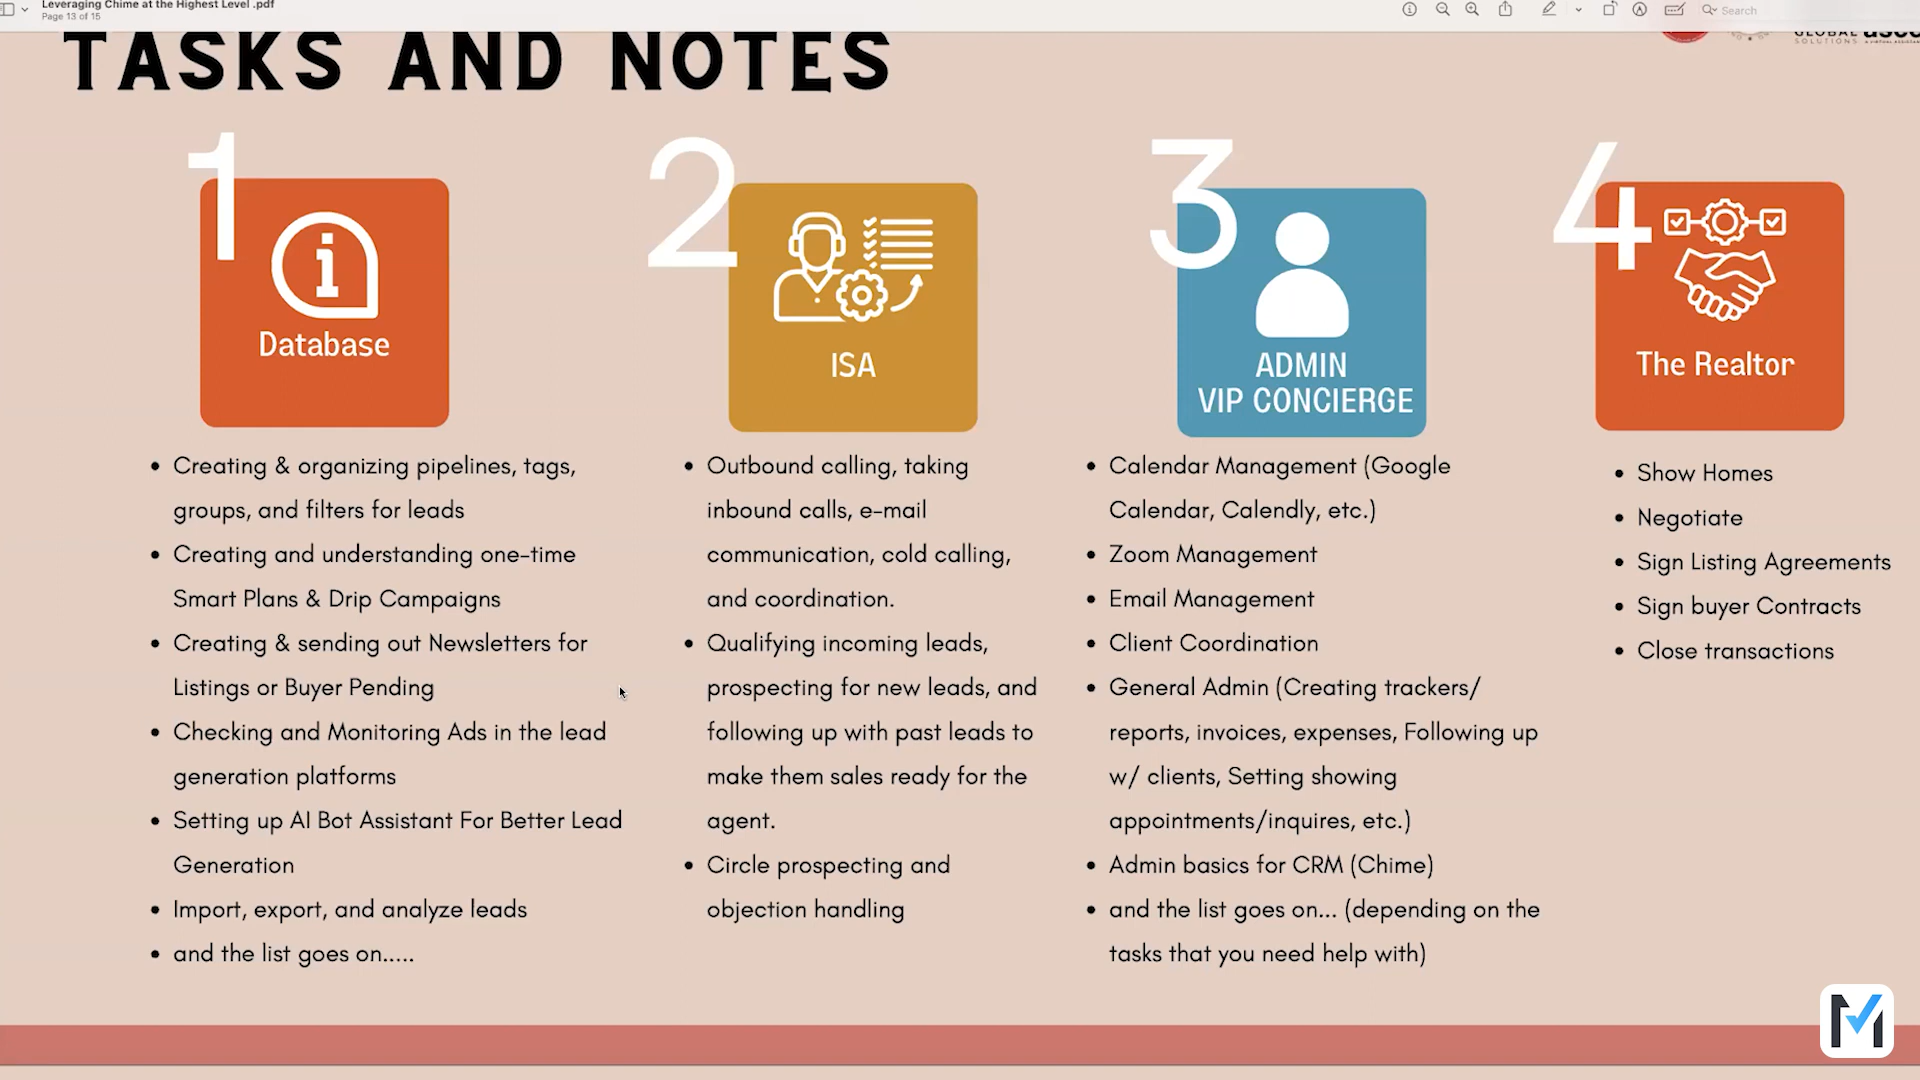 Leveraging Chime at the Highest Level .pdf
Page 13 of 15
Search
GLOBAL
SOLUTIONS
TASKS AND NOTES
1
Database
Creating & organizing pipelines, tags,
groups, and filters for leads
Creating and understanding one-time
Smart Plans & Drip Campaigns
Creating & sending out Newsletters for
Listings or Buyer Pending
Checking and Monitoring Ads in the lead
generation platforms
Setting up AI Bot Assistant For Better Lead
Generation
Import, export, and analyze leads
and the list goes on.....
2
ISA
Outbound calling, taking
inbound calls, e-mail
communication, cold calling,
and coordination.
Qualifying incoming leads,
prospecting for new leads, and
following up with past leads to
make them sales ready for the
agent.
Circle prospecting and
objection handling
3
ADMIN
VIP CONCIERGE
Calendar Management (Google
Calendar, Calendly, etc.)
Zoom Management
Email Management
Client Coordination
General Admin (Creating trackers/
reports, invoices, expenses, Following up
w/ clients, Setting showing
appointments/inquires, etc.)
Admin basics for CRM (Chime)
and the list goes on... (depending on the
tasks that you need help with)
4
The Realtor
Show Homes
Negotiate
Sign Listing Agreements
Sign buyer Contracts
Close transactions